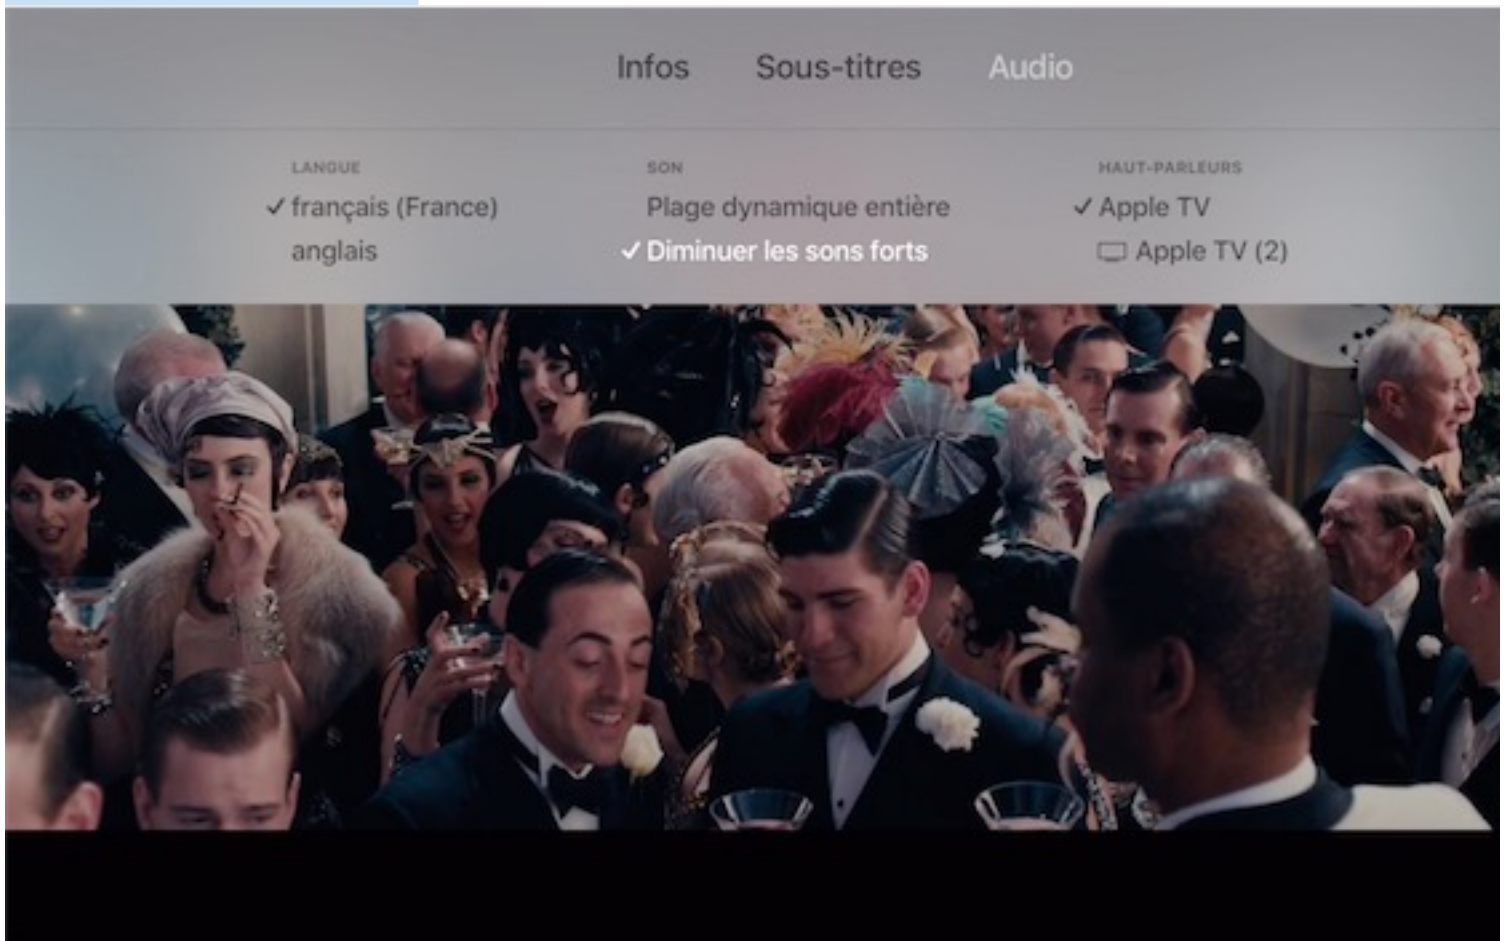 Infos Sous-titres Audio
LANGUE
✓ français (France)
anglais
SON
Plage dynamique entière
✓ Diminuer les sons forts
HAUT-PARLEURS
✓ Apple TV
Apple TV (2)